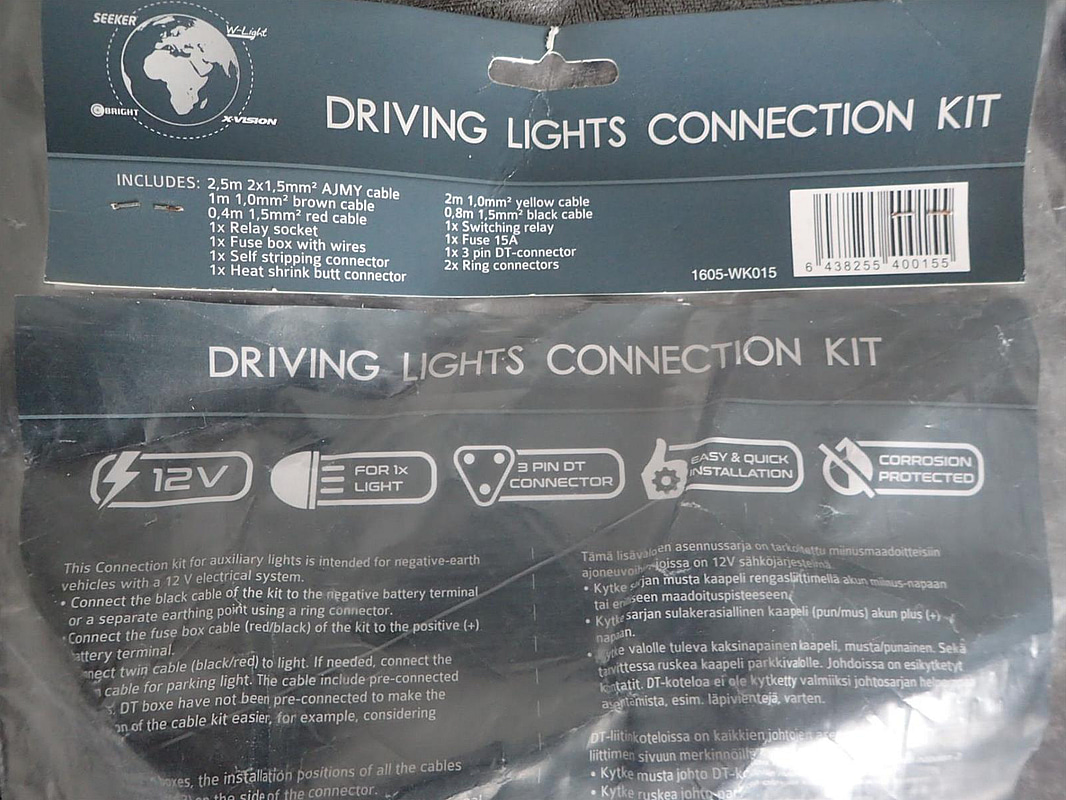 SEEKER
W-Light
BRIGHT
X-VISION
DRIVING LIGHTS CONNECTION KIT
INCLUDES: 2,5m 2x1,5mm² AJMY cable
1m 1,0mm² brown cable
0,4m 1,5mm² red cable
1x Relay socket
1x Fuse box with wires
1x Self stripping connector
1x Heat shrink butt connector
2m 1,0mm² yellow cable
0,8m 1,5mm² black cable
1x Switching relay
1x Fuse 15A
1x 3 pin DT-connector
2x Ring connectors
1605-WK015
6 438255 400155
DRIVING LIGHTS CONNECTION KIT
12V
FOR 1x
LIGHT
3 PIN DT
CONNECTOR
EASY & QUICK
INSTALLATION
CORROSION
PROTECTED
This Connection kit for auxiliary lights is intended for negative-earth
vehicles with a 12 V electrical system.
• Connect the black cable of the kit to the negative battery terminal
or a separate earthing point using a ring connector.
• Connect the fuse box cable (red/black) of the kit to the positive (+)
battery terminal.
twin cable (black/red) to light. If needed, connect the
cable for parking light. The cable include pre-connected
DT boxe have not been pre-connected to make the
of the cable kit easier, for example, considering
the installation positions of all the cables
on the side of the connector.
Tämä lisävalojen asennussarja on tarkoitettu miinusmaadoitteisiin
joissa on 12V sähköjärjestelmä.
• Kytke sarjan musta kaapeli rengasliittimellä akun miinus-napaan
tai erilliseen maadoituspisteeseen.
• Kytke sarjan sulakerasiallinen kaapeli (pun/mus) akun plus (+)
napaan.
• Kytke valolle tuleva kaksinapainen kaapeli, musta/punainen. Sekä
tarvittessa ruskea kaapeli parkkivalolle. Johdoissa on esikytketyt
kontatit. DT-koteloa ei ole kytketty valmiiksi johtosarjan
asentamista, esim. läpivientejä, varten.
DT-liitinkoteloissa on kaikkien johtojen
liittimen sivuun
• Kytke musta johto
• Kytke ruskea johto